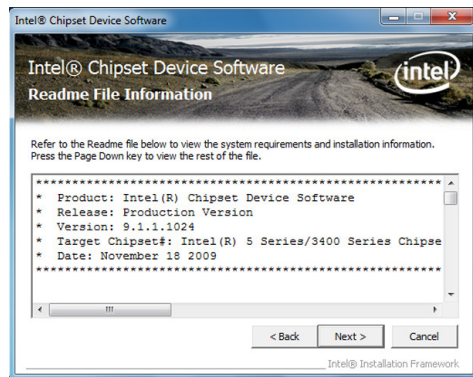 Intel® Chipset Device Software
Intel® Chipset Device Software
intel
Readme File Information
Refer to the Readme file below to view the system requirements and installation information.
Press the Page Down key to view the rest of the file.
******************************************************
* Product: Intel(R) Chipset Device Software
* Release: Production Version
* Version: 9.1.1.1024
* Target Chipset#: Intel(R) 5 Series/3400 Series Chipse
* Date: November 18 2009
******************************************************
< Back Next > Cancel
Intel® Installation Framework